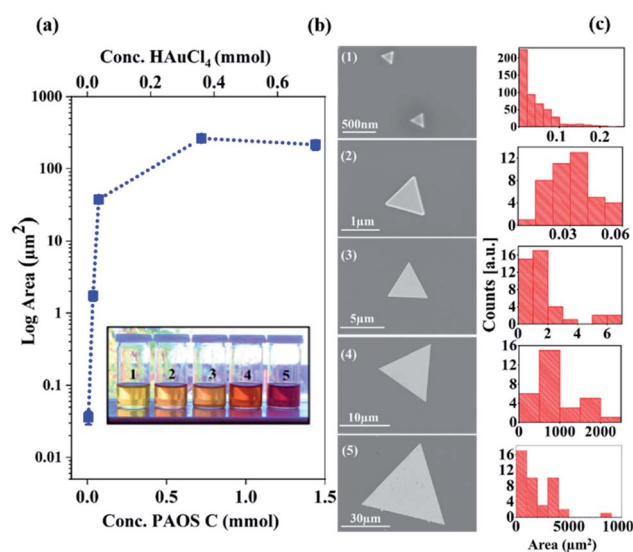 (a)
(b)
(c)
Conc. HAuCl4 (mmol)
0.0 0.3 0.6
1000
100
10
1
0.1
0.01
Log Area (µm²)
1 2 3 4 5
0.0 0.5 1.0 1.5
Conc. PAOS C (mmol)
(1)
500nm
(2)
1µm
(3)
5µm
(4)
10µm
(5)
30µm
Counts [a.u.]
200
150
100
50
0
0.1 0.2
12
8
4
0
0.03 0.06
16
12
8
4
0
0 2 4 6
16
12
8
4
0
0 1000 2000
16
12
8
4
0
0 5000 10000
Area (µm²)